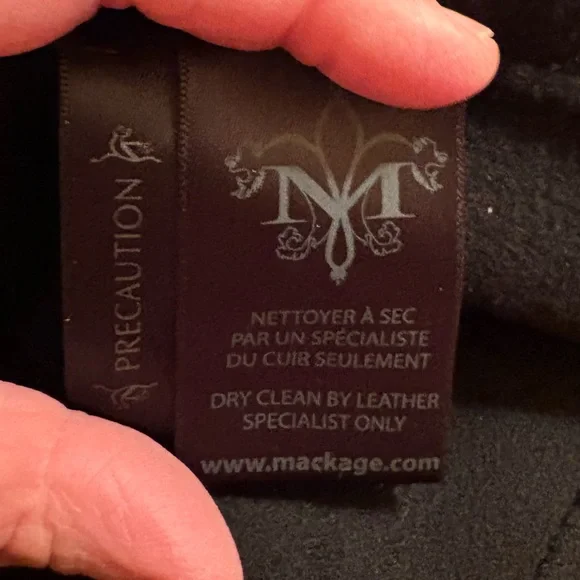 PRECAUTION
M
NETTOYER À SEC
PAR UN SPÉCIALISTE
DU CUIR SEULEMENT
DRY CLEAN BY LEATHER
SPECIALIST ONLY
www.mackage.com